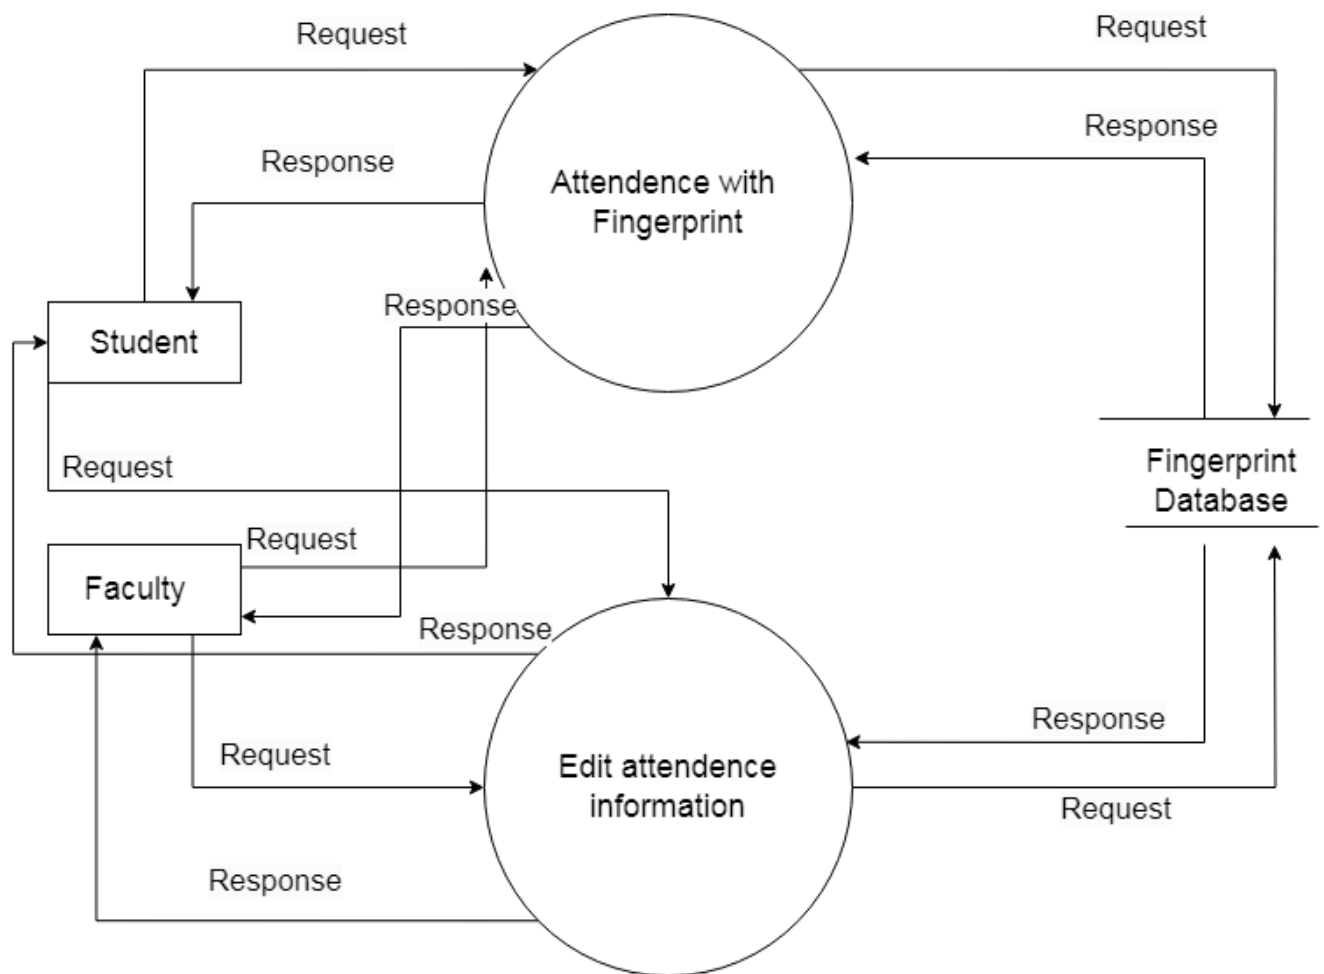 Request
Request
Response
Response
Attendence with
Fingerprint
Response
Student
Request
Fingerprint
Database
Request
Faculty
Response
Response
Request
Edit attendence
information
Request
Response